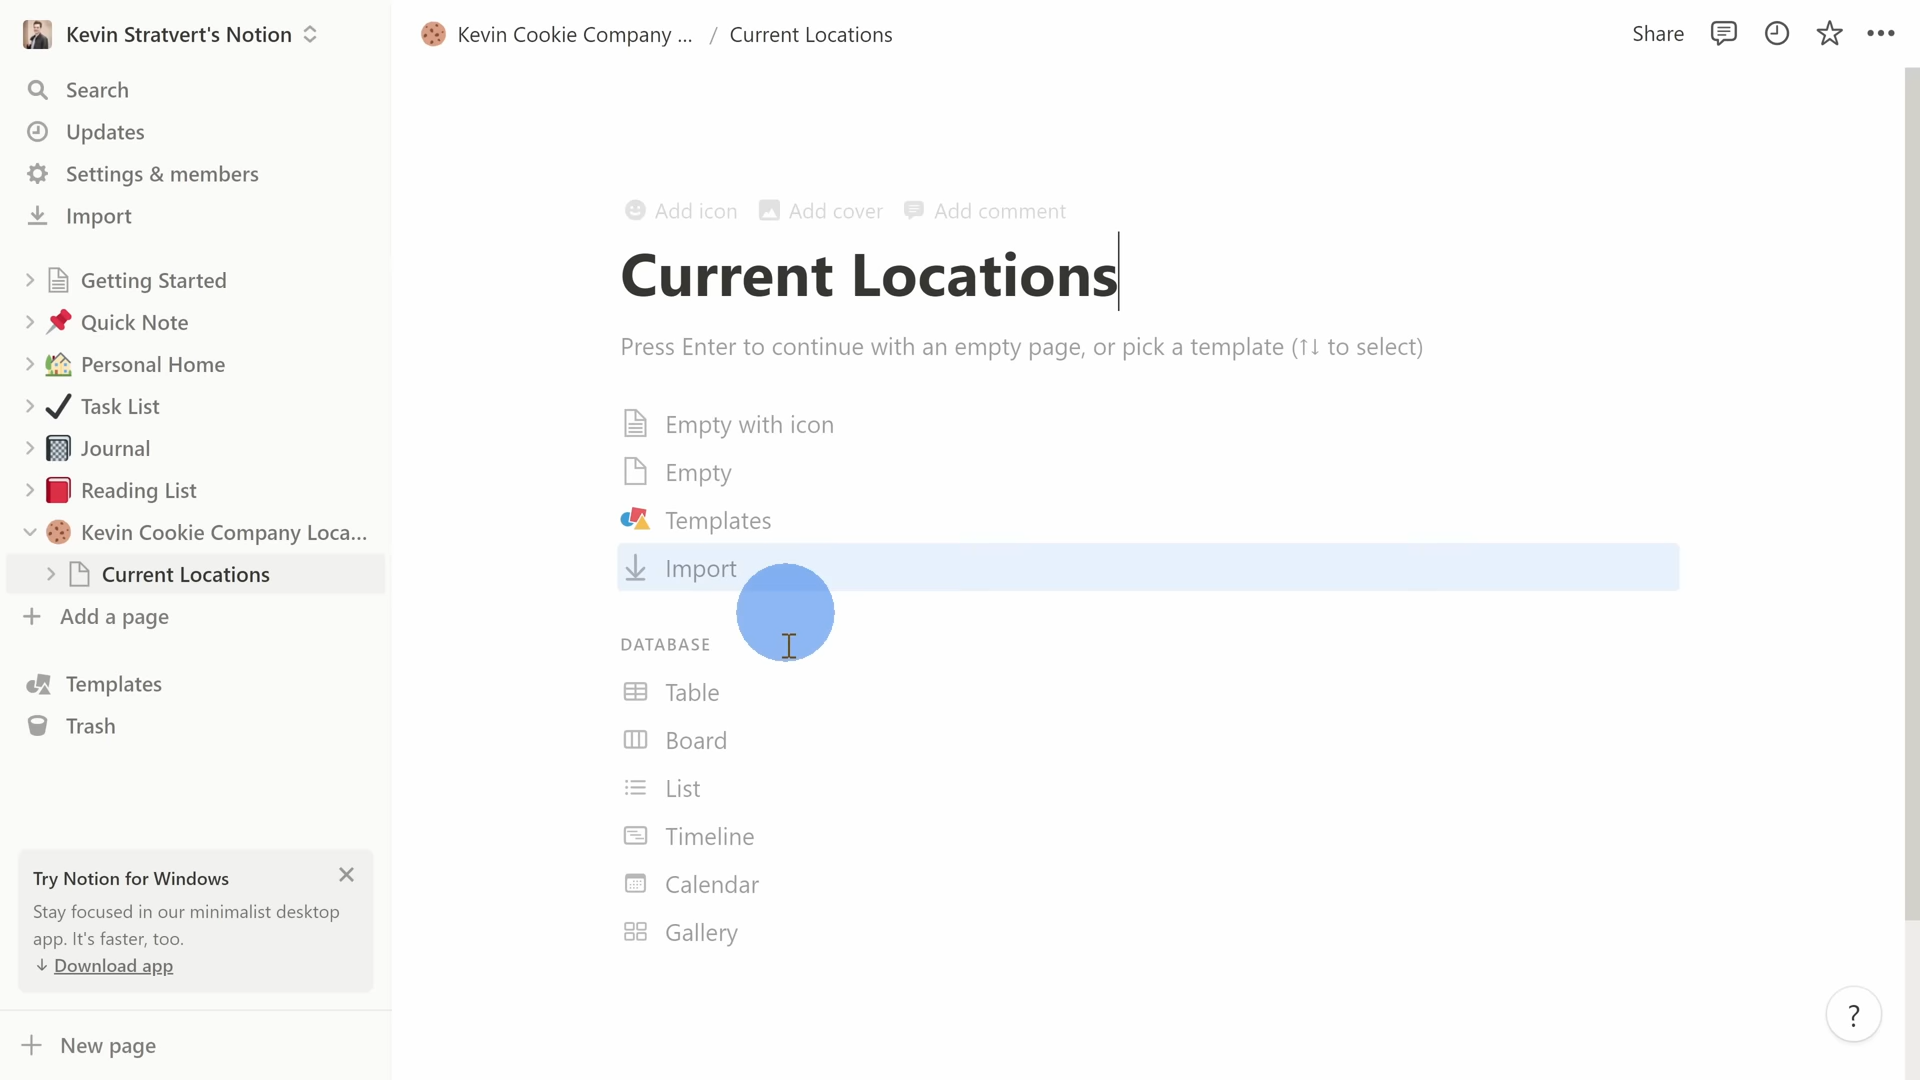 Kevin Stratvert's Notion
Kevin Cookie Company ... / Current Locations
Share
Search
Updates
Settings & members
Import
Getting Started
Quick Note
Personal Home
Task List
Journal
Reading List
Kevin Cookie Company Loca...
Current Locations
Add a page
Templates
Trash
Try Notion for Windows
Stay focused in our minimalist desktop
app. It's faster, too.
↓ Download app
New page
Add icon Add cover Add comment
Current Locations
Press Enter to continue with an empty page, or pick a template (↑↓ to select)
Empty with icon
Empty
Templates
Import
DATABASE
Table
Board
List
Timeline
Calendar
Gallery
?